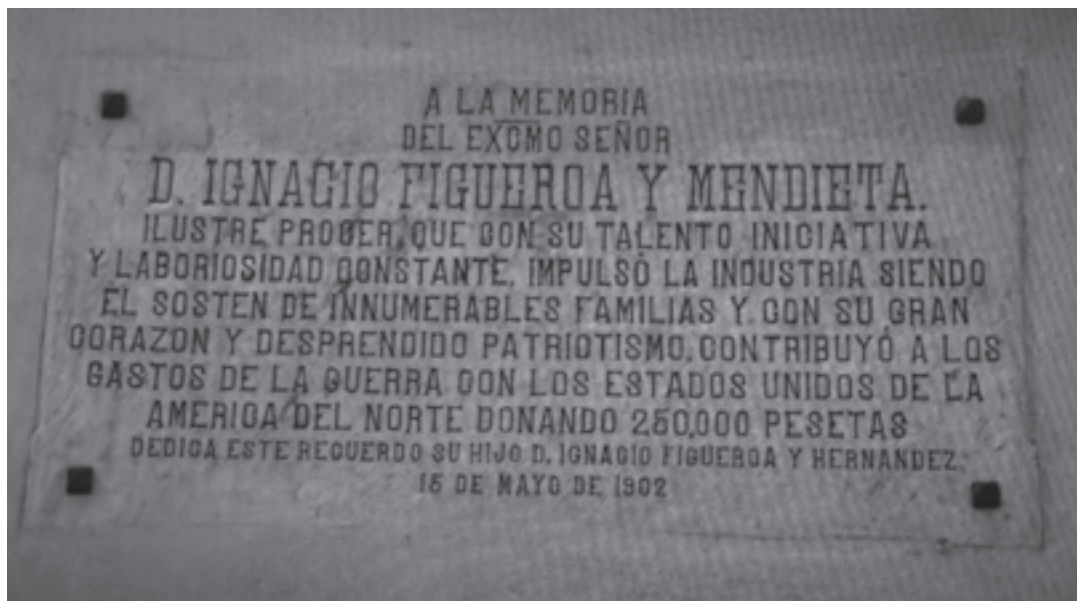 A LA MEMORIA
DEL EXCMO SEÑOR
D. IGNACIO FIGUEROA Y MENDIETA.
ILUSTRE PROCER, QUE CON SU TALENTO INICIATIVA
Y LABORIOSIDAD CONSTANTE, IMPULSÓ LA INDUSTRIA SIENDO
EL SOSTEN DE INNUMERABLES FAMILIAS Y CON SU GRAN
CORAZON Y DESPRENDIDO PATRIOTISMO, CONTRIBUYÓ A LOS
GASTOS DE LA GUERRA CON LOS ESTADOS UNIDOS DE LA
AMERICA DEL NORTE DONANDO 250,000 PESETAS
DEDICA ESTE RECUERDO SU HIJO D. IGNACIO FIGUEROA Y HERNANDEZ.
15 DE MAYO DE 1902